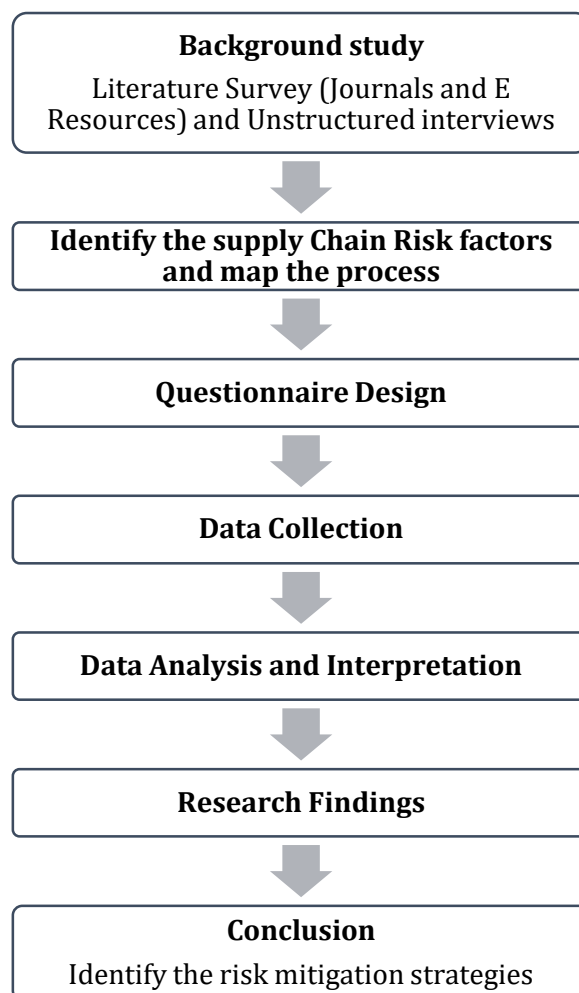 Background study
Literature Survey (Journals and E
Resources) and Unstructured interviews
Identify the supply Chain Risk factors
and map the process
Questionnaire Design
Data Collection
Data Analysis and Interpretation
Research Findings
Conclusion
Identify the risk mitigation strategies